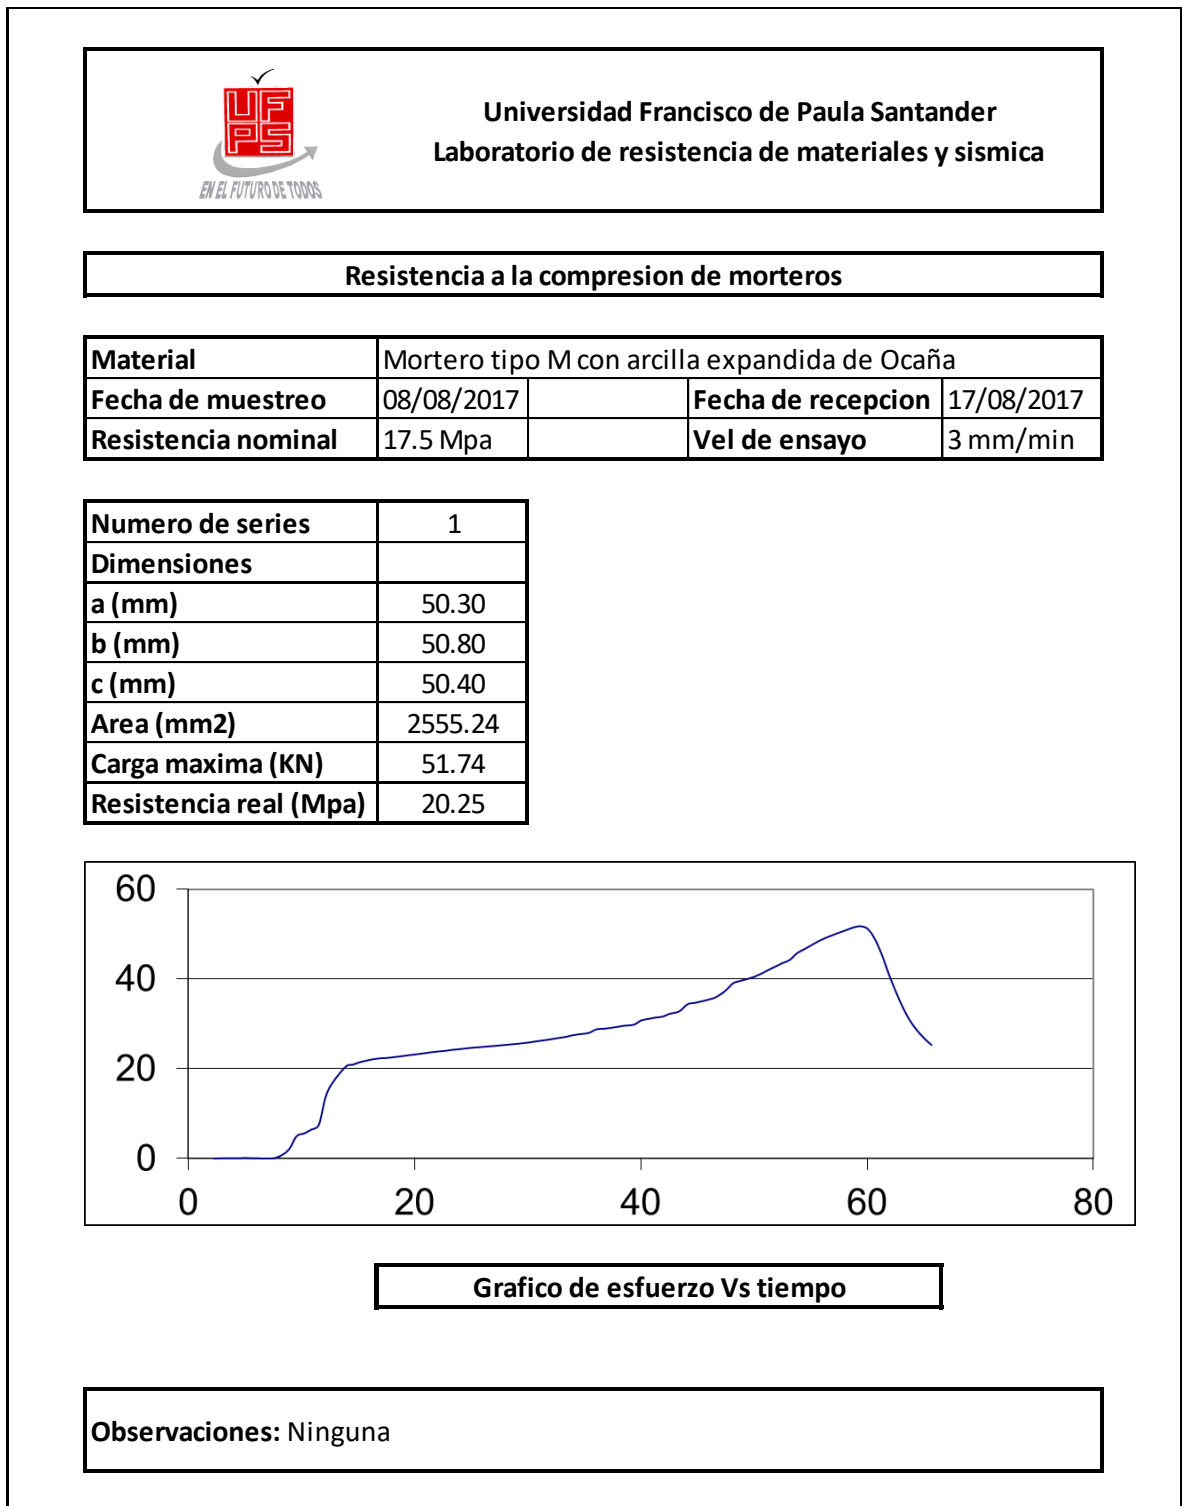 UF
PS
EN EL FUTURO DE TODOS
Universidad Francisco de Paula Santander
Laboratorio de resistencia de materiales y sismica
Resistencia a la compresion de morteros
Material Mortero tipo M con arcilla expandida de Ocaña
Fecha de muestreo 08/08/2017 Fecha de recepcion 17/08/2017
Resistencia nominal 17.5 Mpa Vel de ensayo 3 mm/min
Numero de series 1
Dimensiones
a (mm) 50.30
b (mm) 50.80
c (mm) 50.40
Area (mm2) 2555.24
Carga maxima (KN) 51.74
Resistencia real (Mpa) 20.25
60
40
20
0
0 20 40 60 80
Grafico de esfuerzo Vs tiempo
Observaciones: Ninguna